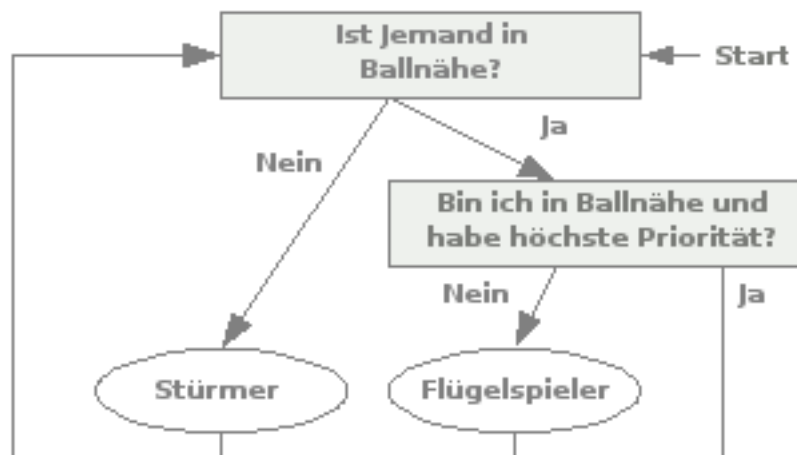 Ist Jemand in
Ballnähe?
Start
Ja
Nein
Bin ich in Ballnähe und
habe höchste Priorität?
Nein
Ja
Stürmer
Flügelspieler